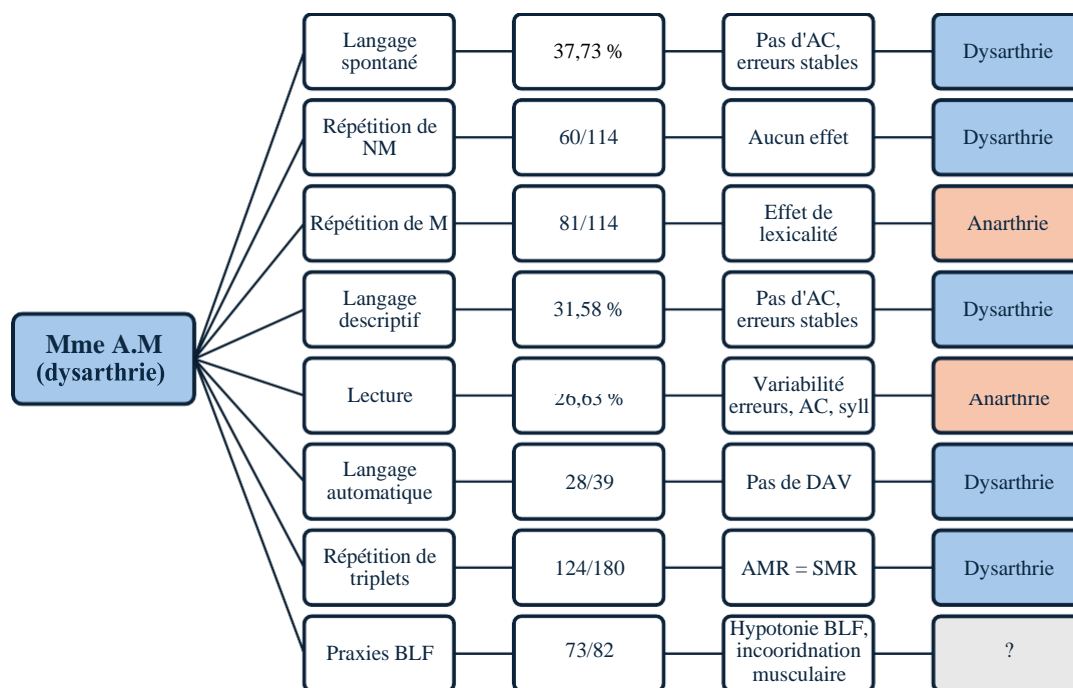 Langage
spontané
37,73 %
Pas d'AC,
erreurs stables
Dysarthrie
Répétition de
NM
60/114
Aucun effet
Dysarthrie
Répétition de M
81/114
Effet de
lexicalité
Anarthrie
Langage
descriptif
31,58 %
Pas d'AC,
erreurs stables
Dysarthrie
Mme A.M
(dysarthrie)
Lecture
26,63 %
Variabilité
erreurs, AC, syll
Anarthrie
Langage
automatique
28/39
Pas de DAV
Dysarthrie
Répétition de
triplets
124/180
AMR = SMR
Dysarthrie
Praxies BLF
73/82
Hypotonie BLF,
incooridnation
musculaire
?